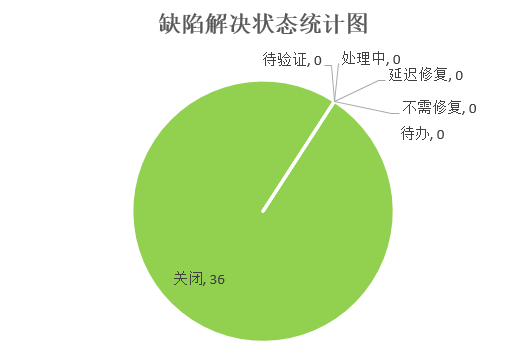 缺陷解决状态统计图
待验证, 0
处理中, 0
延迟修复, 0
不需修复, 0
待办, 0
关闭, 36